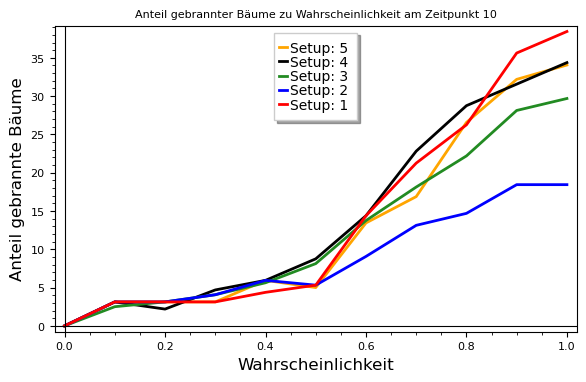 Anteil gebrannter Bäume zu Wahrscheinlichkeit am Zeitpunkt 10
Anteil gebrannte Bäume
35
30
25
20
15
10
5
0
Setup: 5
Setup: 4
Setup: 3
Setup: 2
Setup: 1
0.0 0.2 0.4 0.6 0.8 1.0
Wahrscheinlichkeit